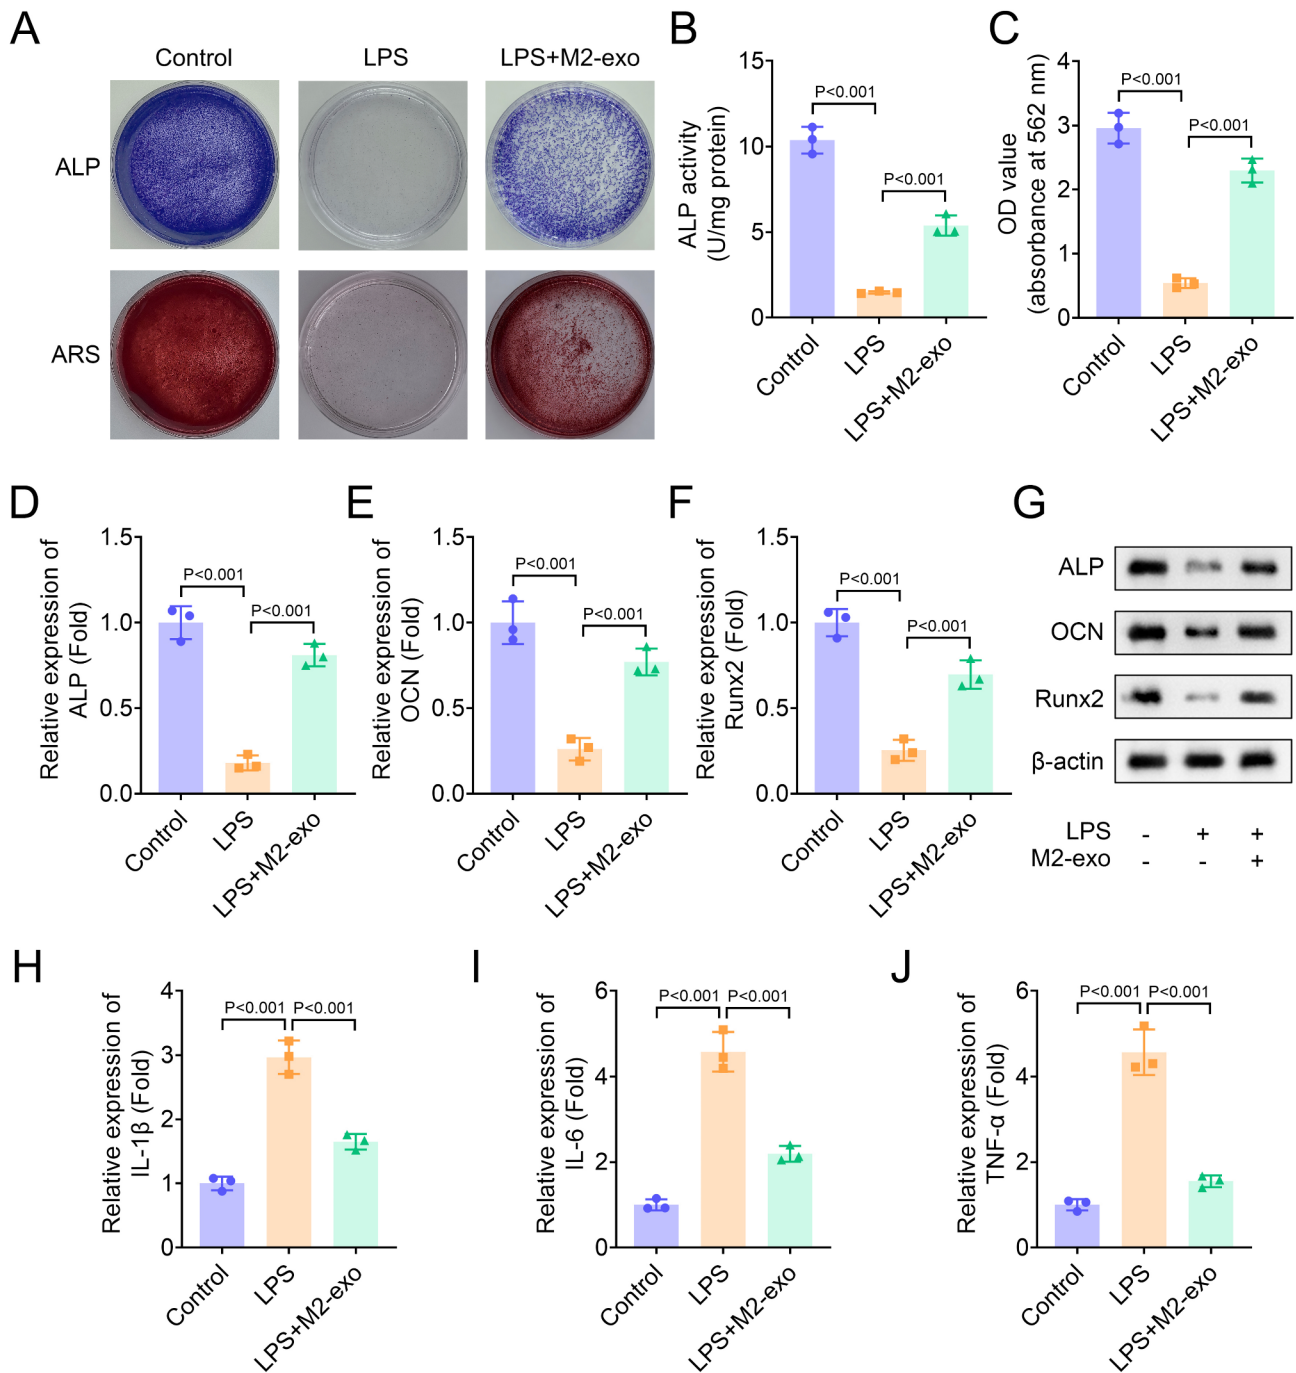 A
Control
LPS
LPS+M2-exo
ALP
ARS
B
ALP activity
(U/mg protein)
15
10
5
0
P<0.001
P<0.001
Control
LPS
LPS+M2-exo
C
OD value
(absorbance at 562 nm)
4
3
2
1
0
P<0.001
P<0.001
Control
LPS
LPS+M2-exo
D
Relative expression of
ALP (Fold)
1.5
1.0
0.5
0.0
P<0.001
P<0.001
Control
LPS
LPS+M2-exo
E
Relative expression of
OCN (Fold)
1.5
1.0
0.5
0.0
P<0.001
P<0.001
Control
LPS
LPS+M2-exo
F
Relative expression of
Runx2 (Fold)
1.5
1.0
0.5
0.0
P<0.001
P<0.001
Control
LPS
LPS+M2-exo
G
ALP
OCN
Runx2
β-actin
LPS - + +
M2-exo - - +
H
Relative expression of
IL-1β (Fold)
4
3
2
1
0
P<0.001
P<0.001
Control
LPS
LPS+M2-exo
I
Relative expression of
IL-6 (Fold)
6
4
2
0
P<0.001
P<0.001
Control
LPS
LPS+M2-exo
J
Relative expression of
TNF-α (Fold)
6
4
2
0
P<0.001
P<0.001
Control
LPS
LPS+M2-exo